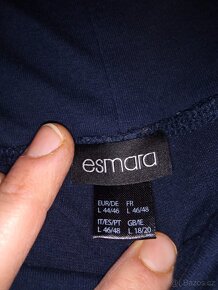 esmara
EUR/DE FR
L 44/46 L 46/48
IT/ES/PT GB/IE
L 46/48 L 18/20